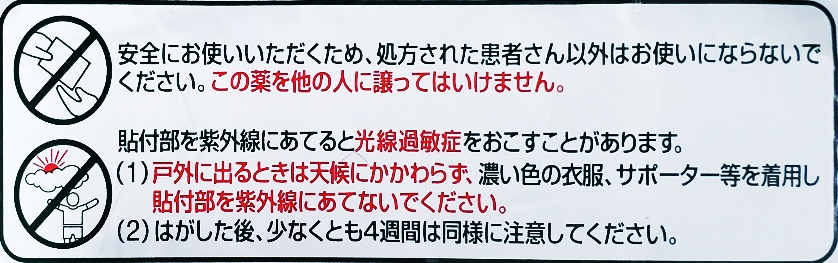 安全にお使いいただくため、処方された患者さん以外はお使いにならないで
ください。この薬を他の人に譲ってはいけません。
貼付部を紫外線にあてると光線過敏症をおこすことがあります。
(1)戸外に出るときは天候にかかわらず、濃い色の衣服、サポーター等を着用し
貼付部を紫外線にあてないでください。
(2)はがした後、少なくとも4週間は同様に注意してください。